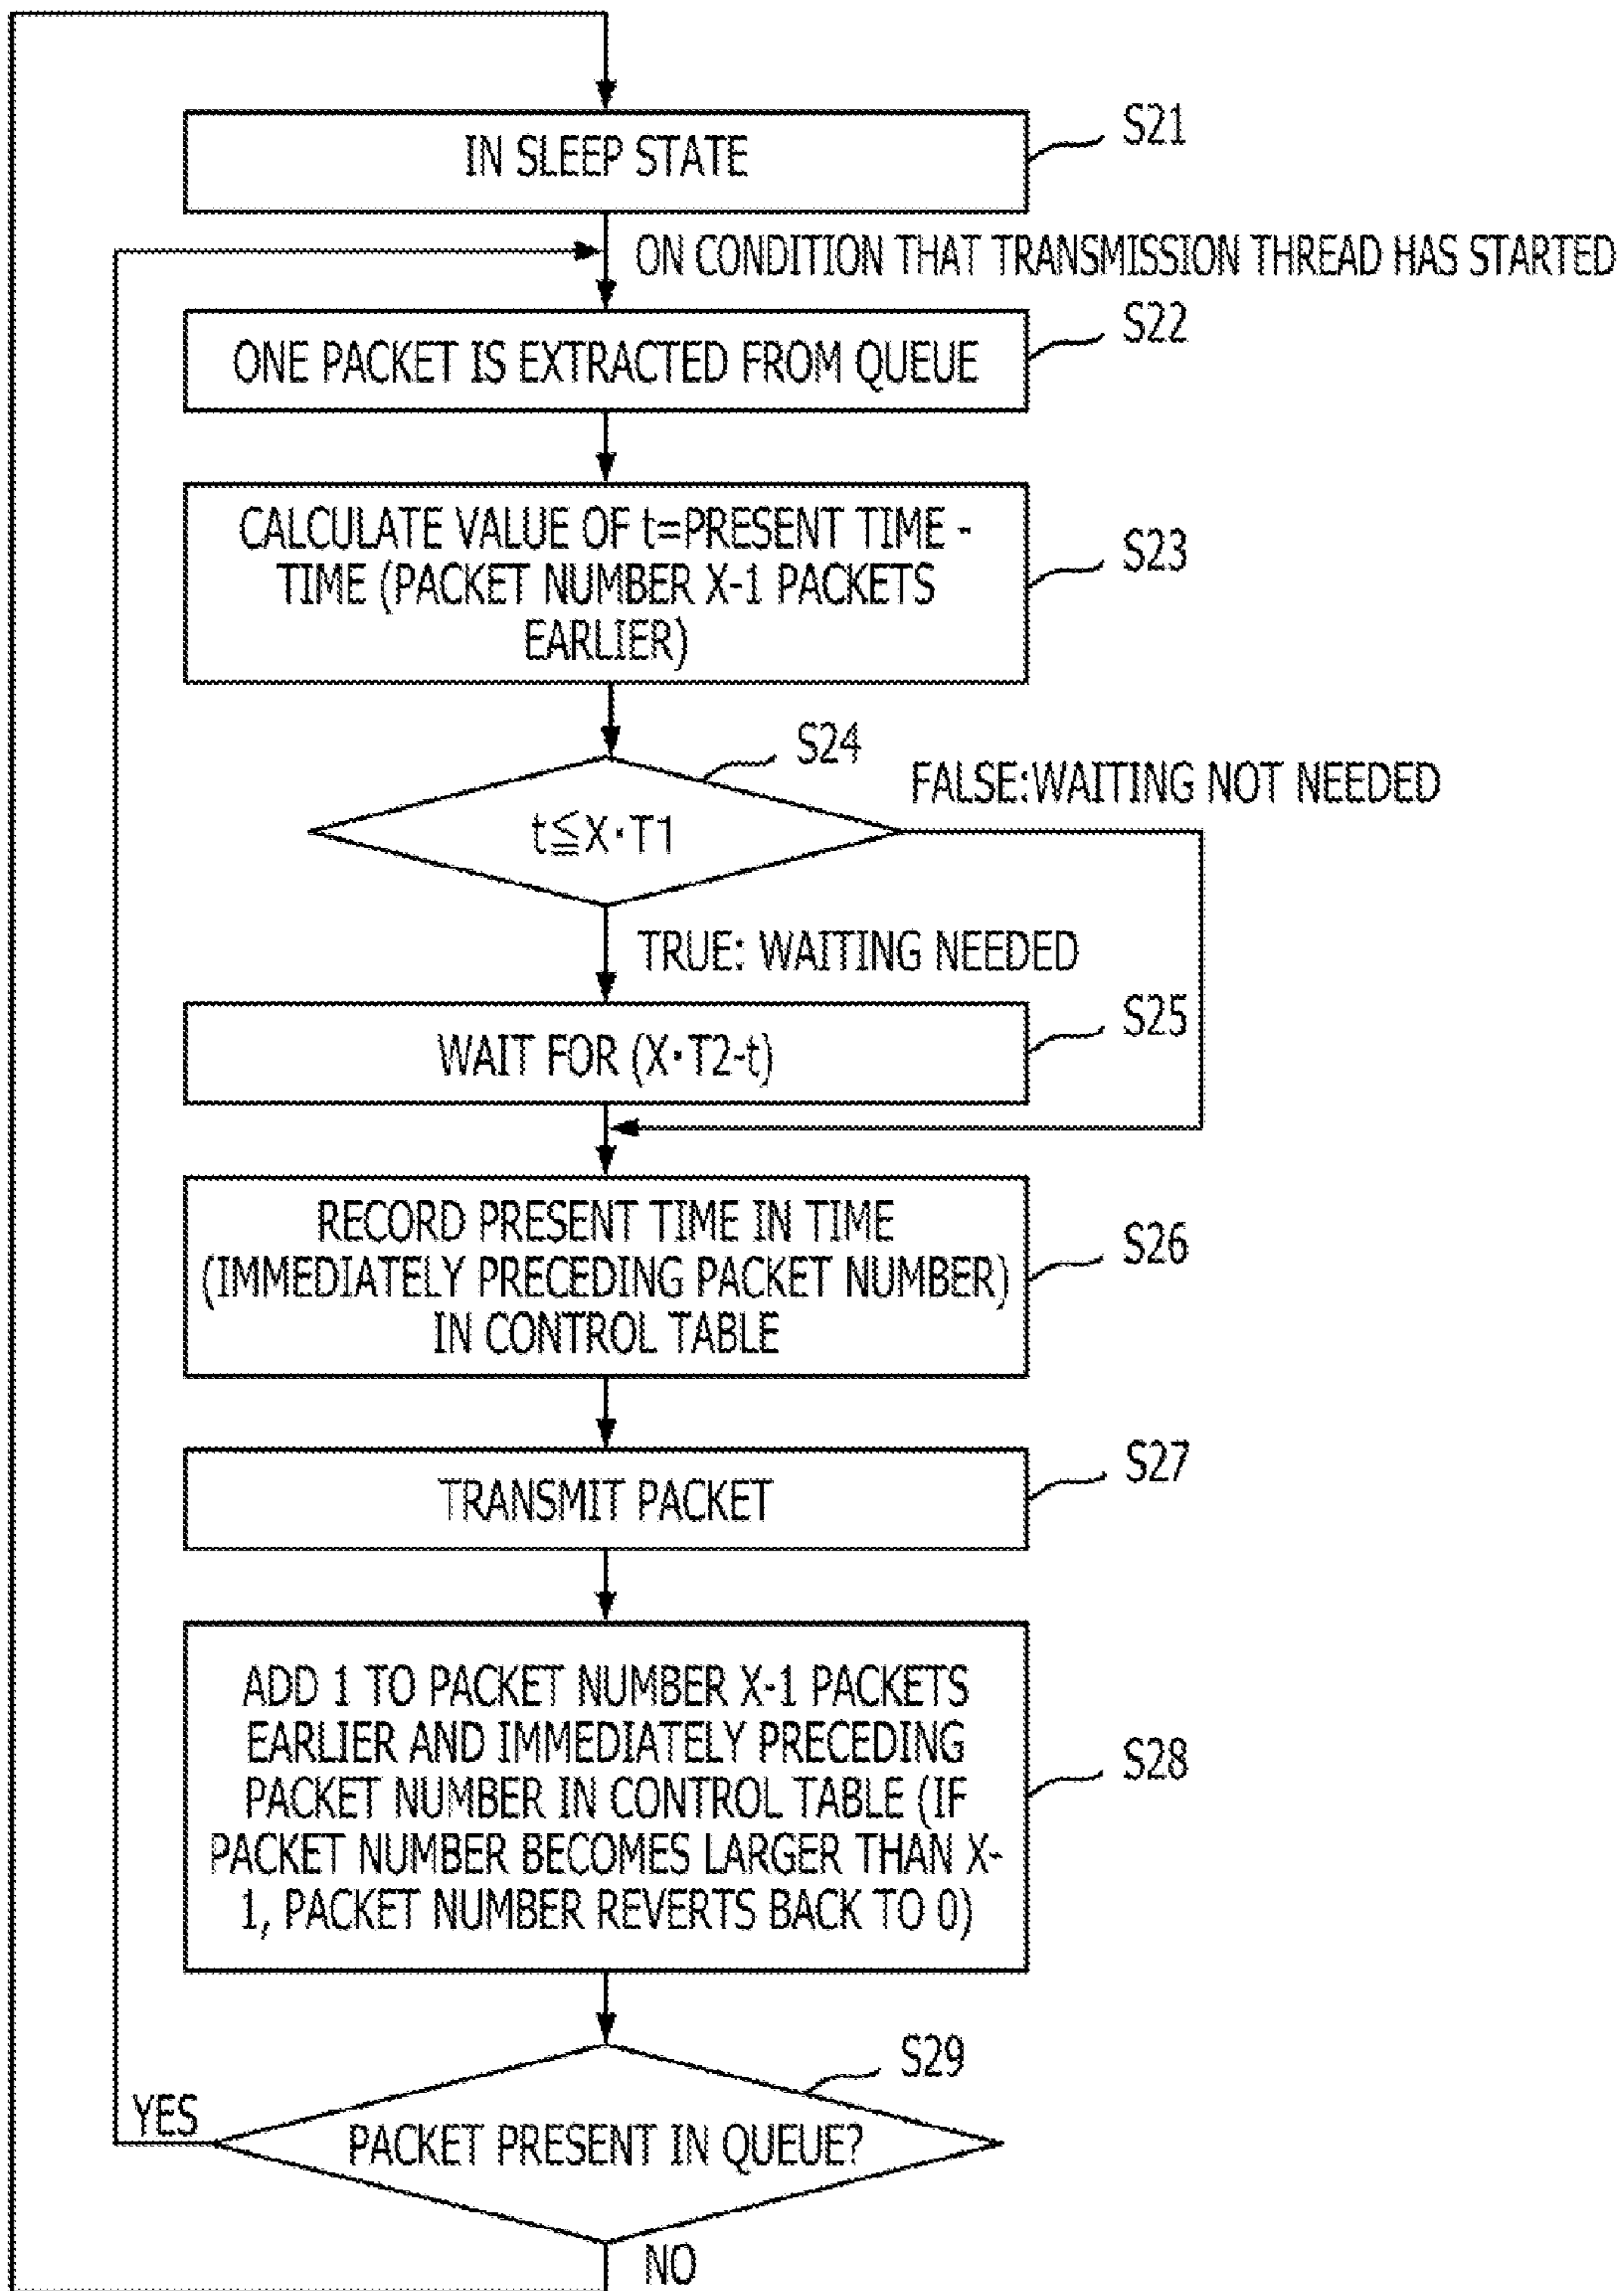 IN SLEEP STATE
S21
ON CONDITION THAT TRANSMISSION THREAD HAS STARTED
S22
ONE PACKET IS EXTRACTED FROM QUEUE
CALCULATE VALUE OF t=PRESENT TIME -
TIME (PACKET NUMBER X-1 PACKETS
EARLIER)
S23
S24
FALSE:WAITING NOT NEEDED
t≦X·T1
TRUE: WAITING NEEDED
S25
WAIT FOR (X·T2-t)
RECORD PRESENT TIME IN TIME
(IMMEDIATELY PRECEDING PACKET NUMBER)
IN CONTROL TABLE
S26
S27
TRANSMIT PACKET
ADD 1 TO PACKET NUMBER X-1 PACKETS
EARLIER AND IMMEDIATELY PRECEDING
PACKET NUMBER IN CONTROL TABLE (IF
PACKET NUMBER BECOMES LARGER THAN X-
1, PACKET NUMBER REVERTS BACK TO 0)
S28
S29
YES
PACKET PRESENT IN QUEUE?
NO